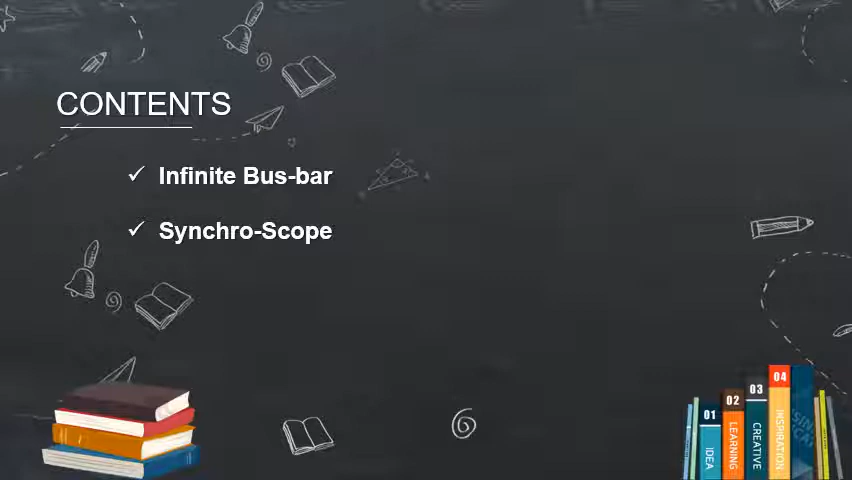 CONTENTS
✓ Infinite Bus-bar
✓ Synchro-Scope
01 IDEA
02 LEARNING
03 CREATIVE
04 INSPIRATION